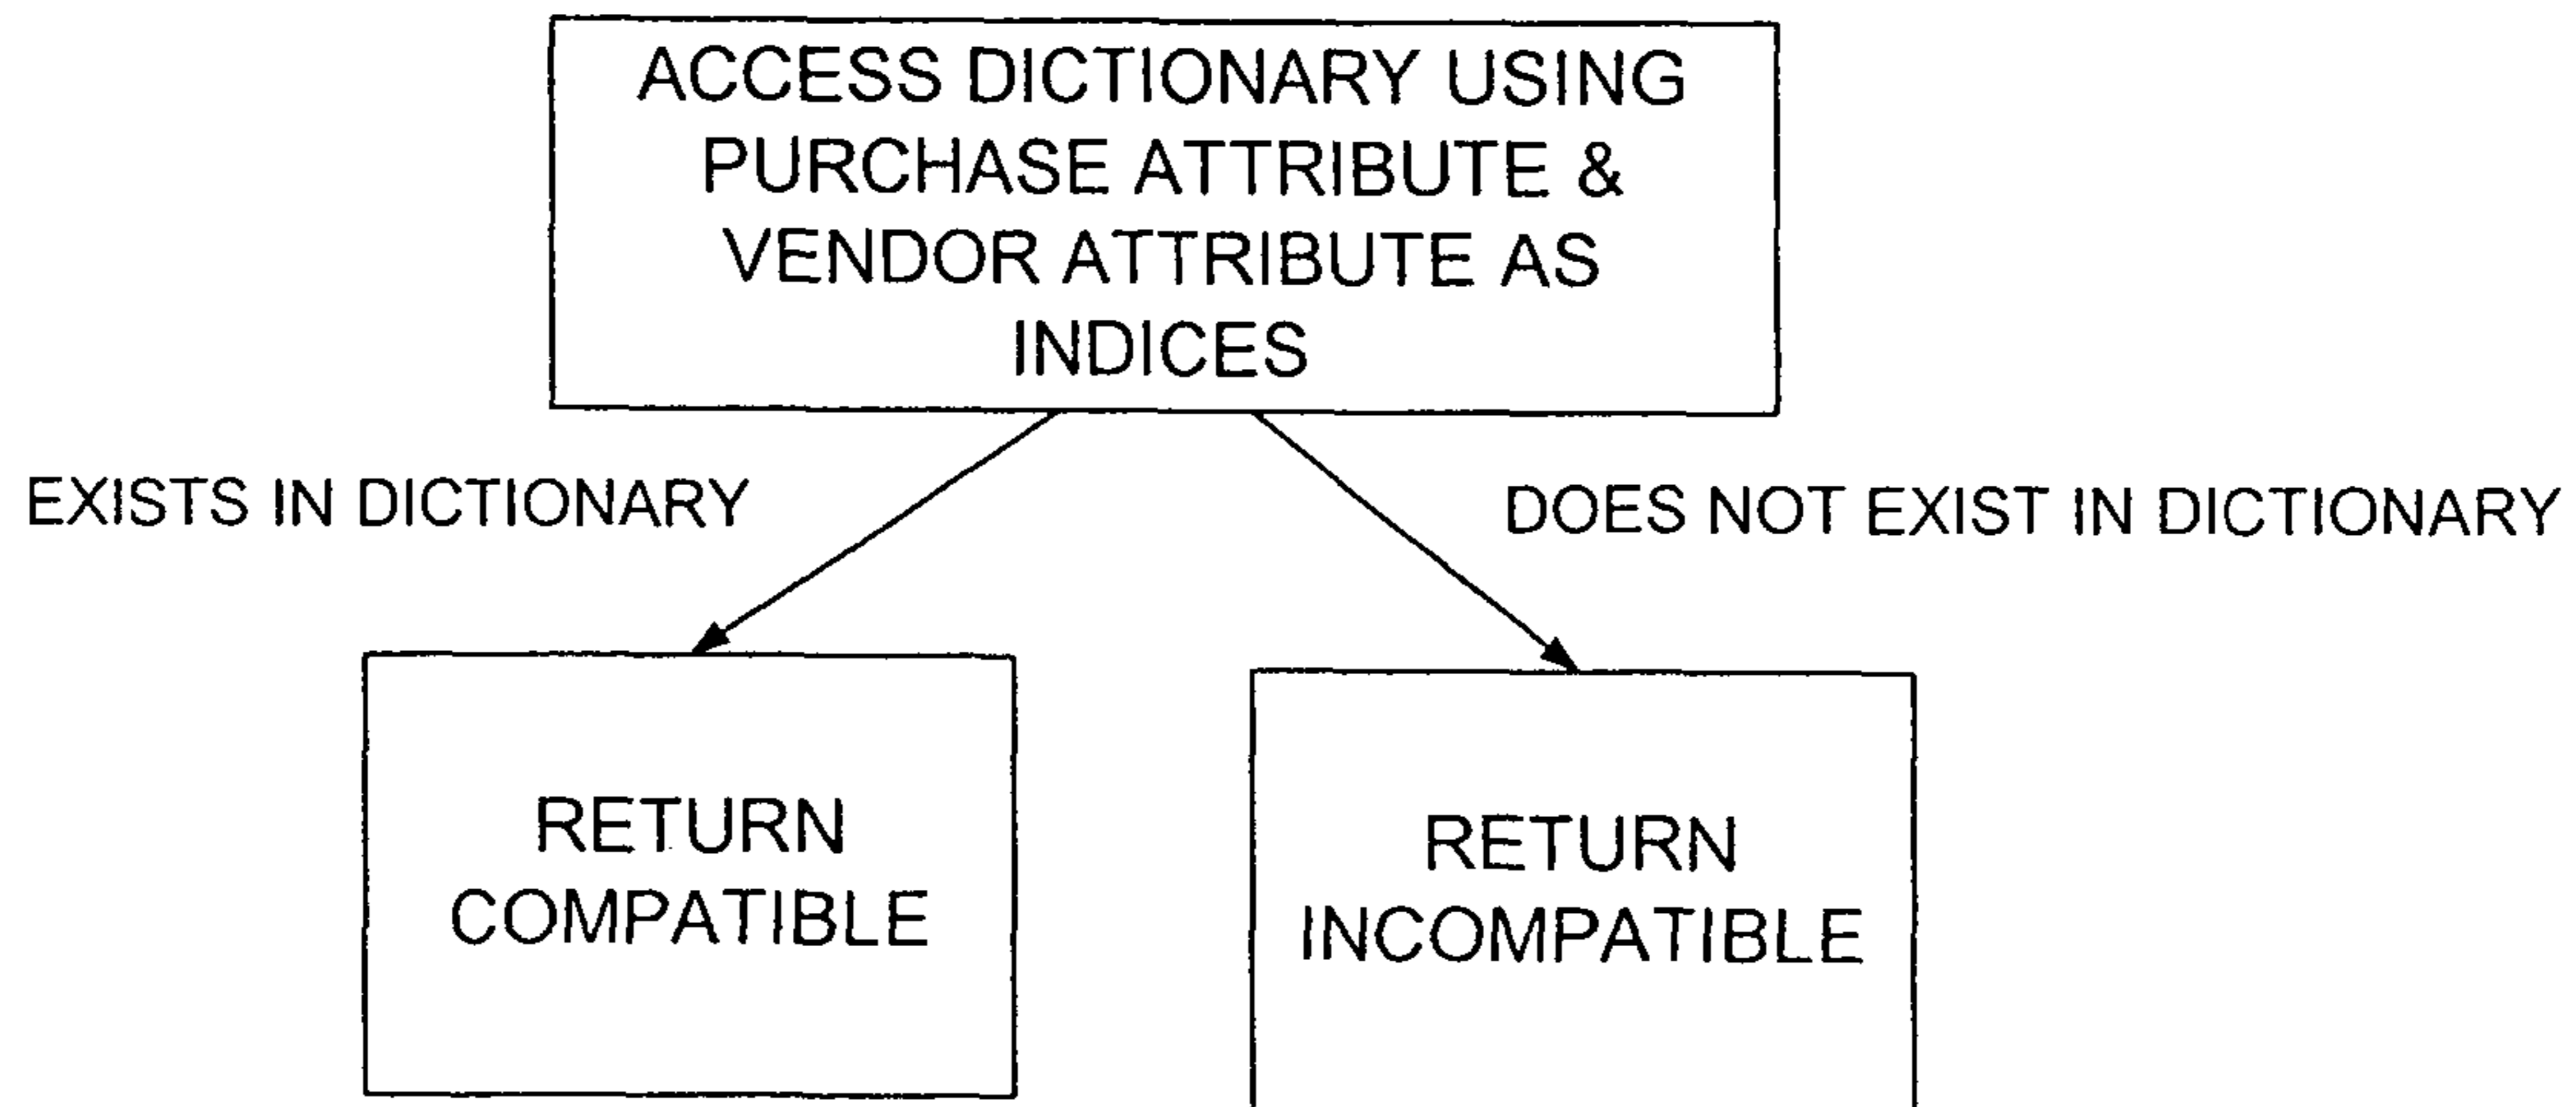 ACCESS DICTIONARY USING
PURCHASE ATTRIBUTE &
VENDOR ATTRIBUTE AS
INDICES
EXISTS IN DICTIONARY
DOES NOT EXIST IN DICTIONARY
RETURN
COMPATIBLE
RETURN
INCOMPATIBLE